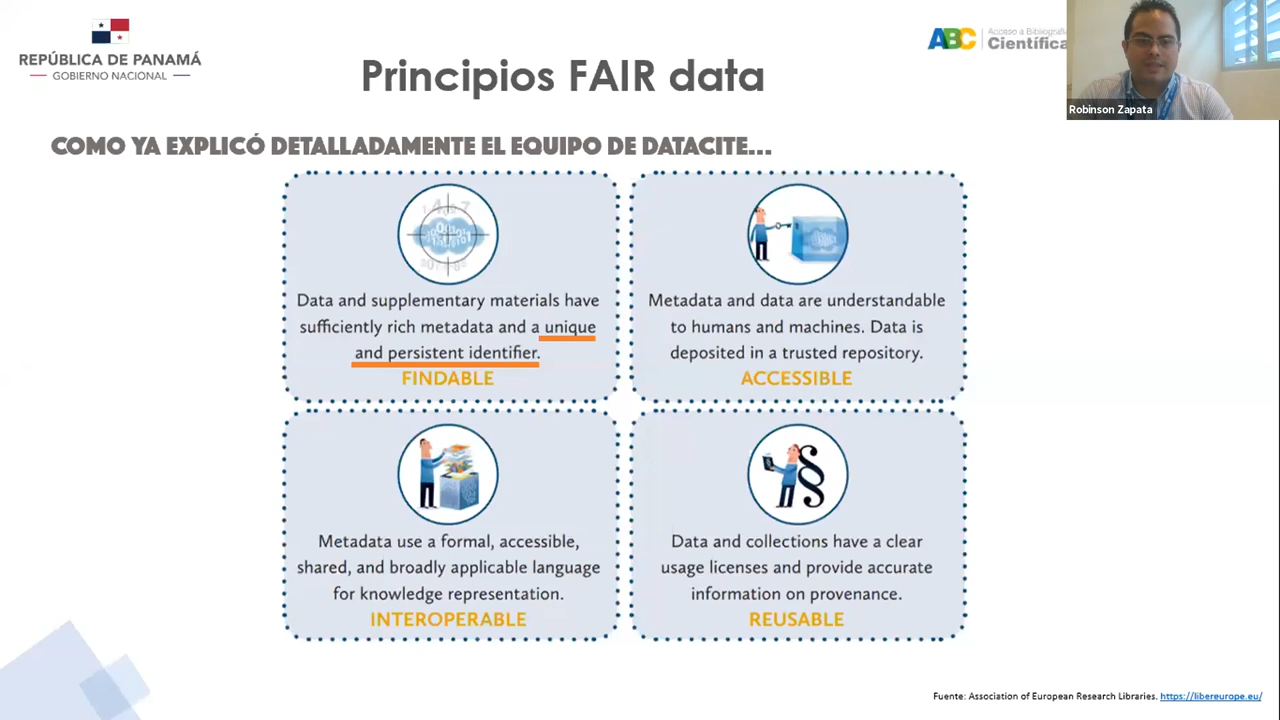 REPÚBLICA DE PANAMÁ
GOBIERNO NACIONAL
ABC
Acceso a Bibliografía
Científica
Robinson Zapata
Principios FAIR data
COMO YA EXPLICÓ DETALLADAMENTE EL EQUIPO DE DATACITE...
Data and supplementary materials have
sufficiently rich metadata and a unique
and persistent identifier.
FINDABLE
Metadata and data are understandable
to humans and machines. Data is
deposited in a trusted repository.
ACCESSIBLE
Metadata use a formal, accessible,
shared, and broadly applicable language
for knowledge representation.
INTEROPERABLE
Data and collections have a clear
usage licenses and provide accurate
information on provenance.
REUSABLE
Fuente: Association of European Research Libraries. https://libereurope.eu/